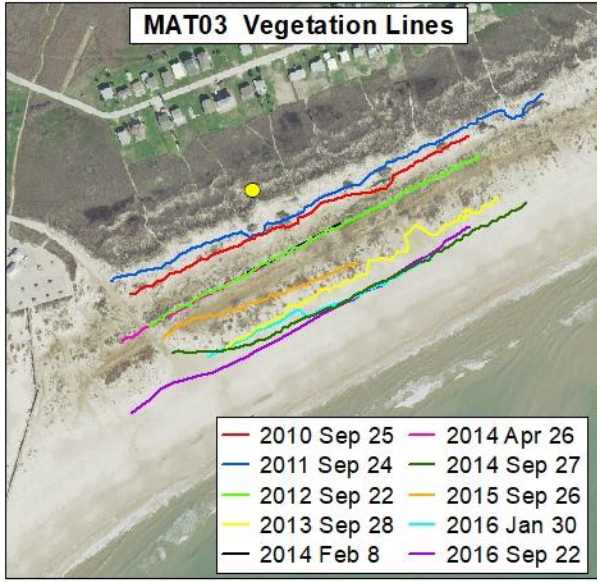 MAT03 Vegetation Lines
2010 Sep 25
2014 Apr 26
2011 Sep 24
2014 Sep 27
2012 Sep 22
2015 Sep 26
2013 Sep 28
2016 Jan 30
2014 Feb 8
2016 Sep 22